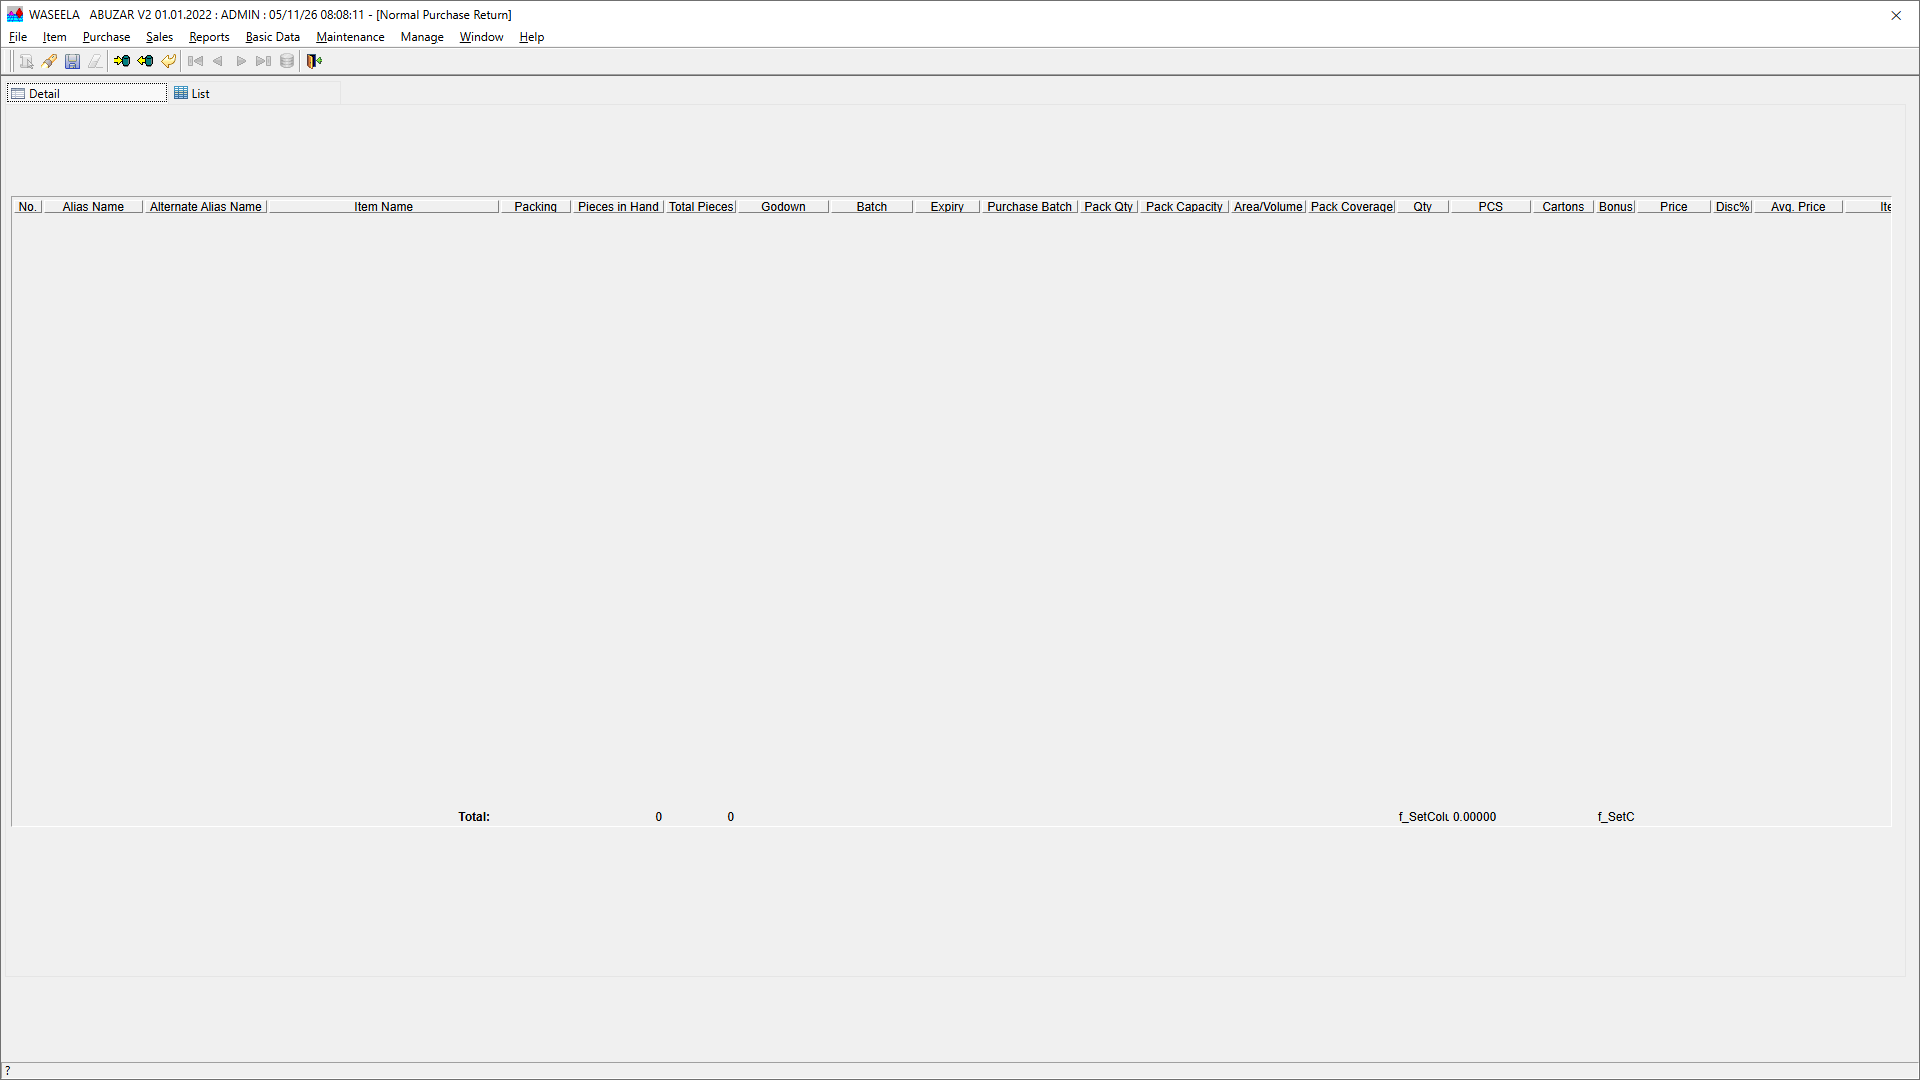 WASEELA   ABUZAR V2 01.01.2022 : ADMIN : 05/11/26 08:08:11 - [Normal Purchase Return]
File Item Purchase Sales Reports Basic Data Maintenance Manage Window Help
Detail List
No. Alias Name Alternate Alias Name Item Name Packing Pieces in Hand Total Pieces Godown Batch Expiry Purchase Batch Pack Qty Pack Capacity Area/Volume Pack Coverage Qty PCS Cartons Bonus Price Disc% Avg. Price Ite
Total: 0 0 f_SetColu 0.00000 f_SetC
?